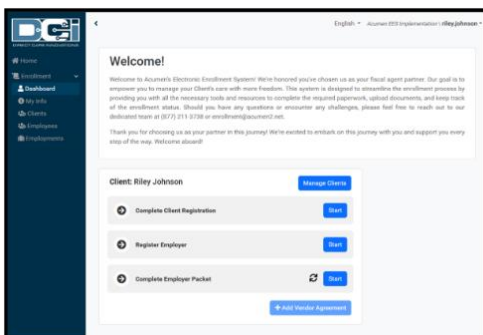 DCI
DIRECT CARE INNOVATIONS
English
Acumen EES Implementation | riley.johnson
Home
Enrollment
Dashboard
My Info
Clients
Employees
Employments
Welcome!
Welcome to Acumen's Electronic Enrollment System! We're honored you've chosen us as your fiscal agent partner. Our goal is to
empower you to manage your Client's care with more freedom. This system is designed to streamline the enrollment process by
providing you with all the necessary tools and resources to complete the required paperwork, upload documents, and keep track
of the enrollment status. Should you have any questions or encounter any challenges, please feel free to reach out to our
dedicated team at (877) 211-3738 or enrollment@acumen2.net.
Thank you for choosing us as your partner in this journey! We're excited to embark on this journey with you and support you every
step of the way. Welcome aboard!
Client: Riley Johnson
Manage Clients
Complete Client Registration
Start
Register Employer
Start
Complete Employer Packet
Start
+ Add Vendor Agreement